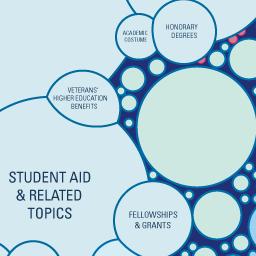 HONORARY
DEGREES
ACADEMIC
COSTUME
VETERANS'
HIGHER EDUCATION
BENEFITS
STUDENT AID
& RELATED
TOPICS
FELLOWSHIPS
& GRANTS